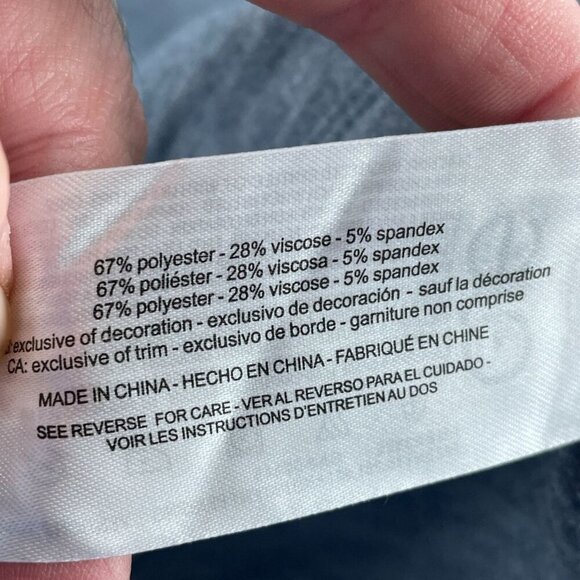 67% polyester - 28% viscose - 5% spandex
67% poliéster - 28% viscosa - 5% spandex
67% polyester - 28% viscose - 5% spandex
exclusive of decoration - exclusivo de decoración - sauf la décoration
CA: exclusive of trim - exclusivo de borde - garniture non comprise
MADE IN CHINA - HECHO EN CHINA - FABRIQUÉ EN CHINE
SEE REVERSE FOR CARE - VER AL REVERSO PARA EL CUIDADO -
VOIR LES INSTRUCTIONS D'ENTRETIEN AU DOS